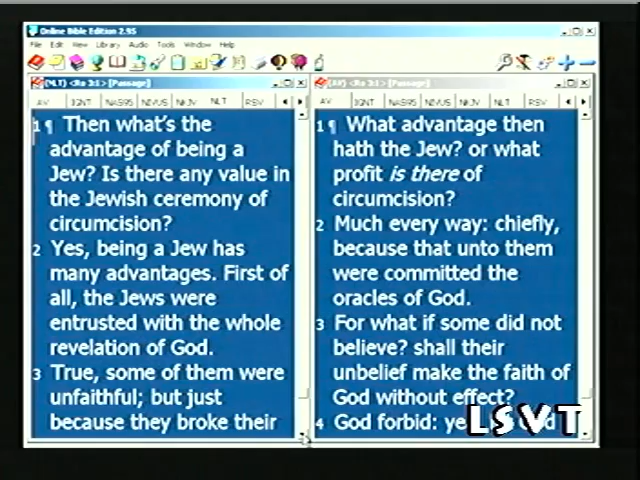 Online Bible Edition 2.95
File Edit View Library Audio Tools Window Help
(NLT) <Ro 3:1> [Passage]
AV IGNT NAS95 NIVUS NKJV NLT RSV
1 ¶ Then what's the
advantage of being a
Jew? Is there any value in
the Jewish ceremony of
circumcision?
2 Yes, being a Jew has
many advantages. First of
all, the Jews were
entrusted with the whole
revelation of God.
3 True, some of them were
unfaithful; but just
because they broke their
(AV) <Ro 3:1> [Passage]
AV IGNT NAS95 NIVUS NKJV NLT RSV
1 ¶ What advantage then
hath the Jew? or what
profit is there of
circumcision?
2 Much every way: chiefly,
because that unto them
were committed the
oracles of God.
3 For what if some did not
believe? shall their
unbelief make the faith of
God without effect?
4 God forbid:
LSVT